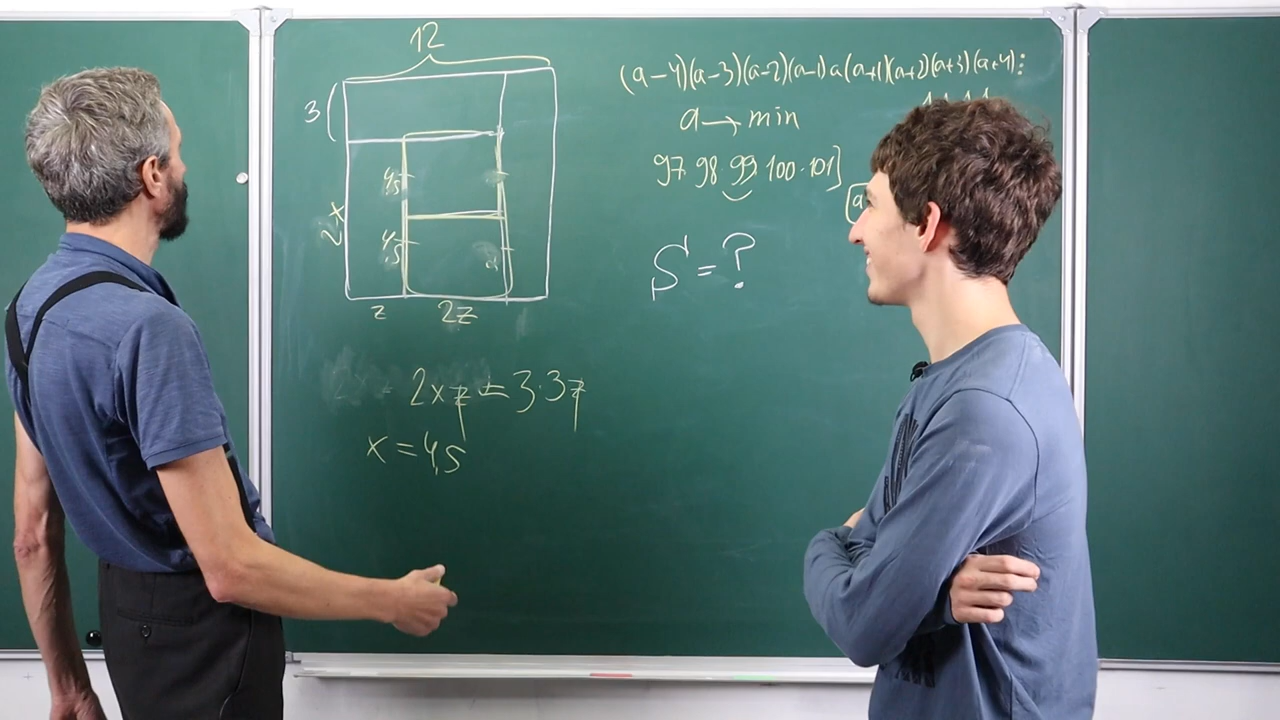 12
3
4,5
2x
4,5
z
2z
2xz = 3·3z
x = 4,5
(a-4)(a-3)(a-2)(a-1)a(a+1)(a+2)(a+3)(a+4):
a → min
97·98·99·100·101]
a
S = ?